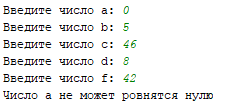 Введите число a: 0
Введите число b: 5
Введите число c: 46
Введите число d: 8
Введите число f: 42
Число a не может ровнятся нулю